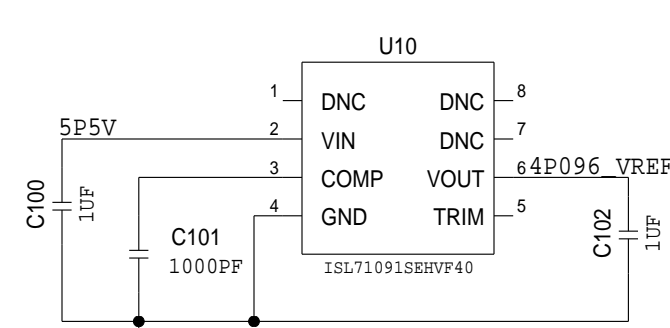 U10
1 DNC DNC 8
5P5V 2 VIN DNC 7
3 COMP VOUT 6 4P096_VREF
4 GND TRIM 5
C100 1UF
C101
1000PF
C102 1UF
ISL71091SEHVF40